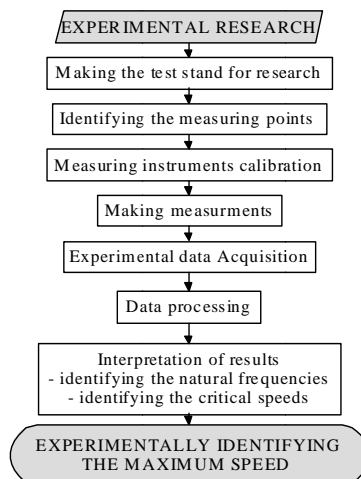 EXPERIMENTAL RESEARCH
Making the test stand for research
Identifying the measuring points
Measuring instruments calibration
Making measurments
Experimental data Acquisition
Data processing
Interpretation of results
- identifying the natural frequencies
- identifying the critical speeds
EXPERIMENTALLY IDENTIFYING
THE MAXIMUM SPEED